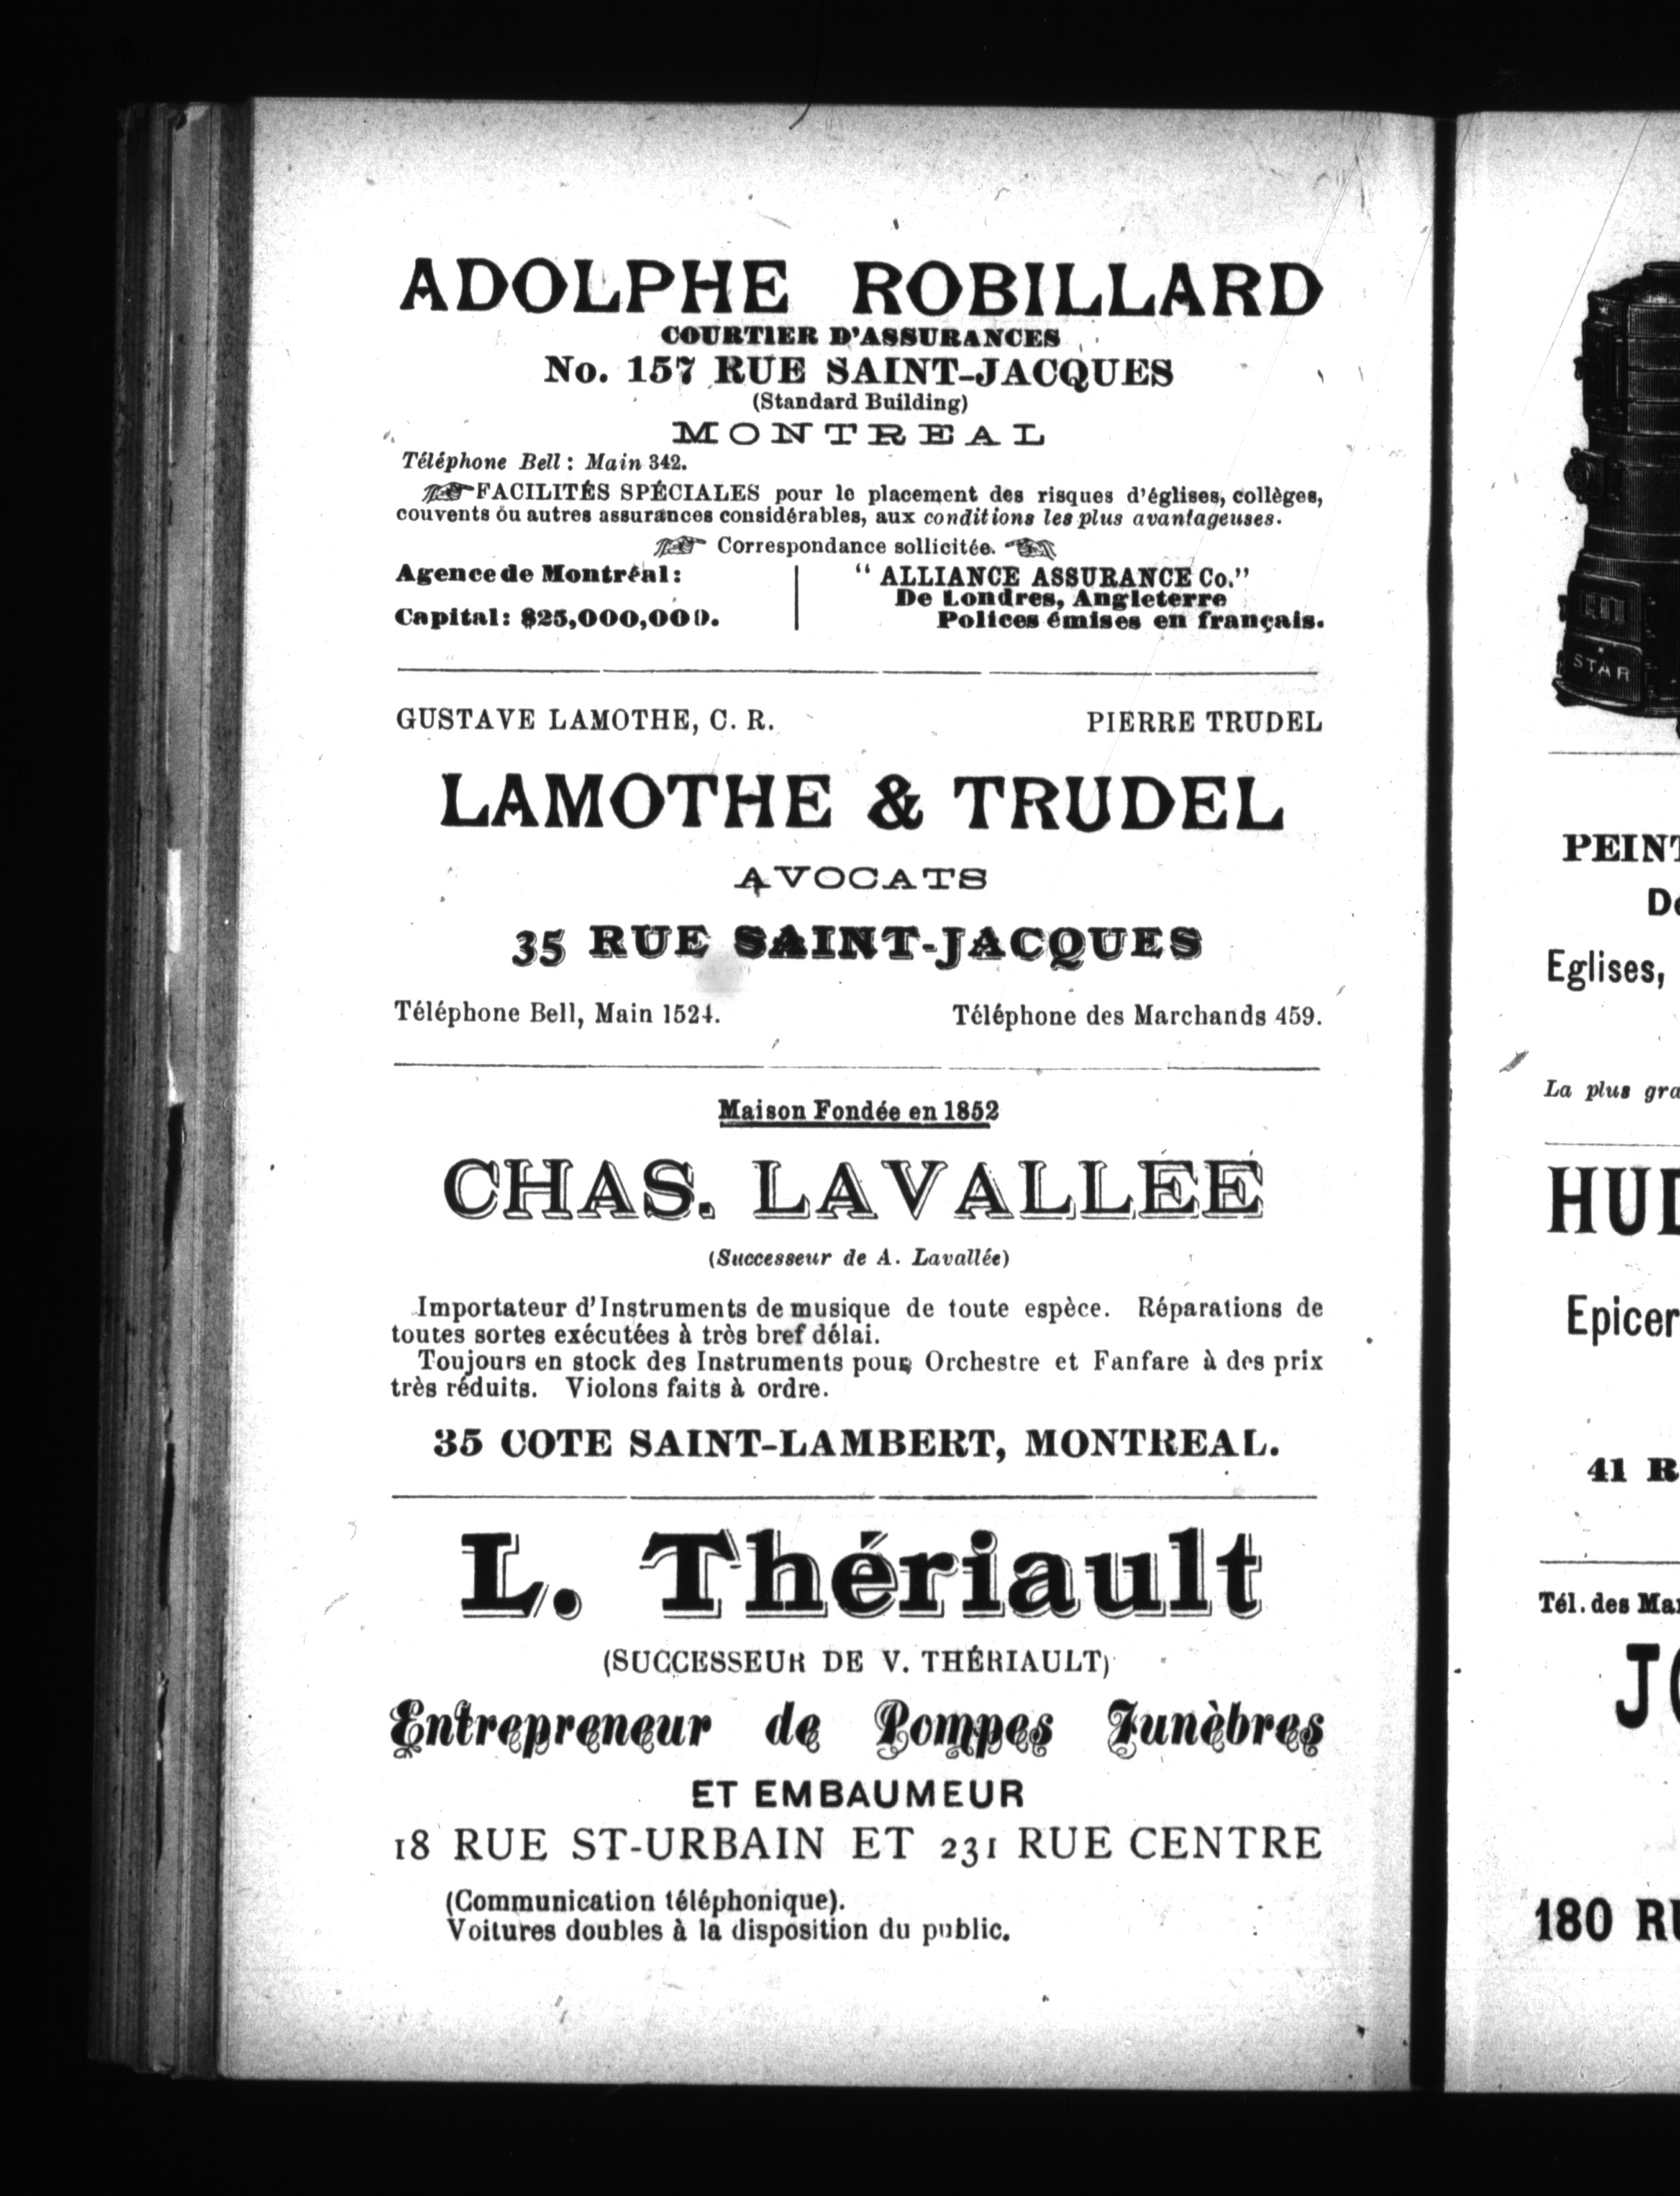 ADOLPHE ROBILLARD
COURTIER D'ASSURANCES
No. 157 RUE SAINT-JACQUES
(Standard Building)
MONTREAL
Téléphone Bell : Main 342.
FACILITÉS SPÉCIALES pour le placement des risques d'églises, collèges,
couvents ou autres assurances considérables, aux conditions les plus avantageuses.
Correspondance sollicitée.
Agence de Montréal :
Capital : $25,000,000.
“ ALLIANCE ASSURANCE Co.”
De Londres, Angleterre
Polices émises en français.
GUSTAVE LAMOTHE, C. R.
PIERRE TRUDEL
LAMOTHE & TRUDEL
AVOCATS
35 RUE SAINT-JACQUES
Téléphone Bell, Main 1524.
Téléphone des Marchands 459.
Maison Fondée en 1852
CHAS. LAVALLÉE
(Successeur de A. Lavallée)
Importateur d'Instruments de musique de toute espèce. Réparations de
toutes sortes exécutées à très bref délai.
Toujours en stock des Instruments pour Orchestre et Fanfare à des prix
très réduits. Violons faits à ordre.
35 COTE SAINT-LAMBERT, MONTREAL.
L. Thériault
(SUCCESSEUR DE V. THÉRIAULT)
Entrepreneur de Pompes Funèbres
ET EMBAUMEUR
18 RUE ST-URBAIN ET 231 RUE CENTRE
(Communication téléphonique).
Voitures doubles à la disposition du public.
STAR
PEINT
Eglises,
La plus gra
HUD
Epicer
41 R
Tél. des Mar
JO
180 RU